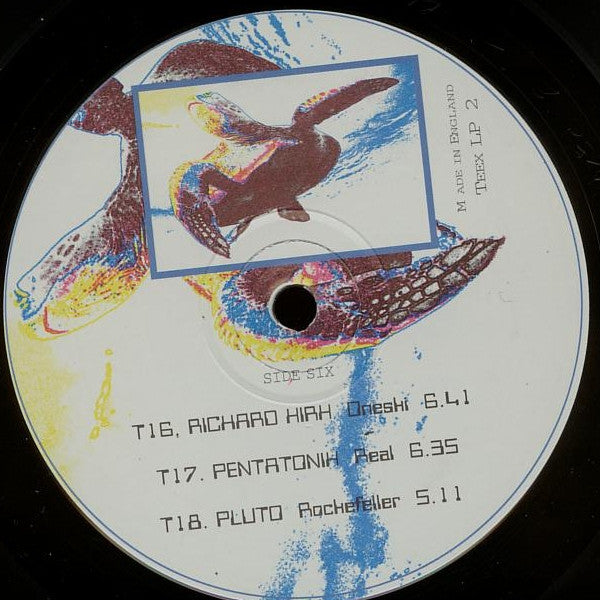 MADE IN ENGLAND
TEEX LP 2
SIDE SIX
T16, RICHARD KIRK Oneski 6.41
T17. PENTATONIK Real 6.35
T18. PLUTO Rockefeller 5.11